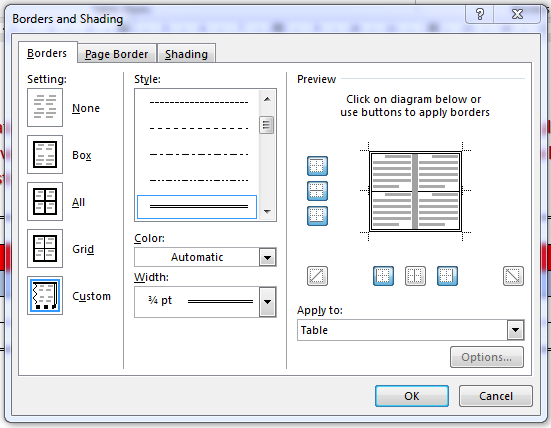 Borders and Shading
Borders
Page Border
Shading
Setting:
None
Box
All
Grid
Custom
Style:
Color:
Automatic
Width:
¾ pt
Preview
Click on diagram below or
use buttons to apply borders
Apply to:
Table
Options...
OK
Cancel